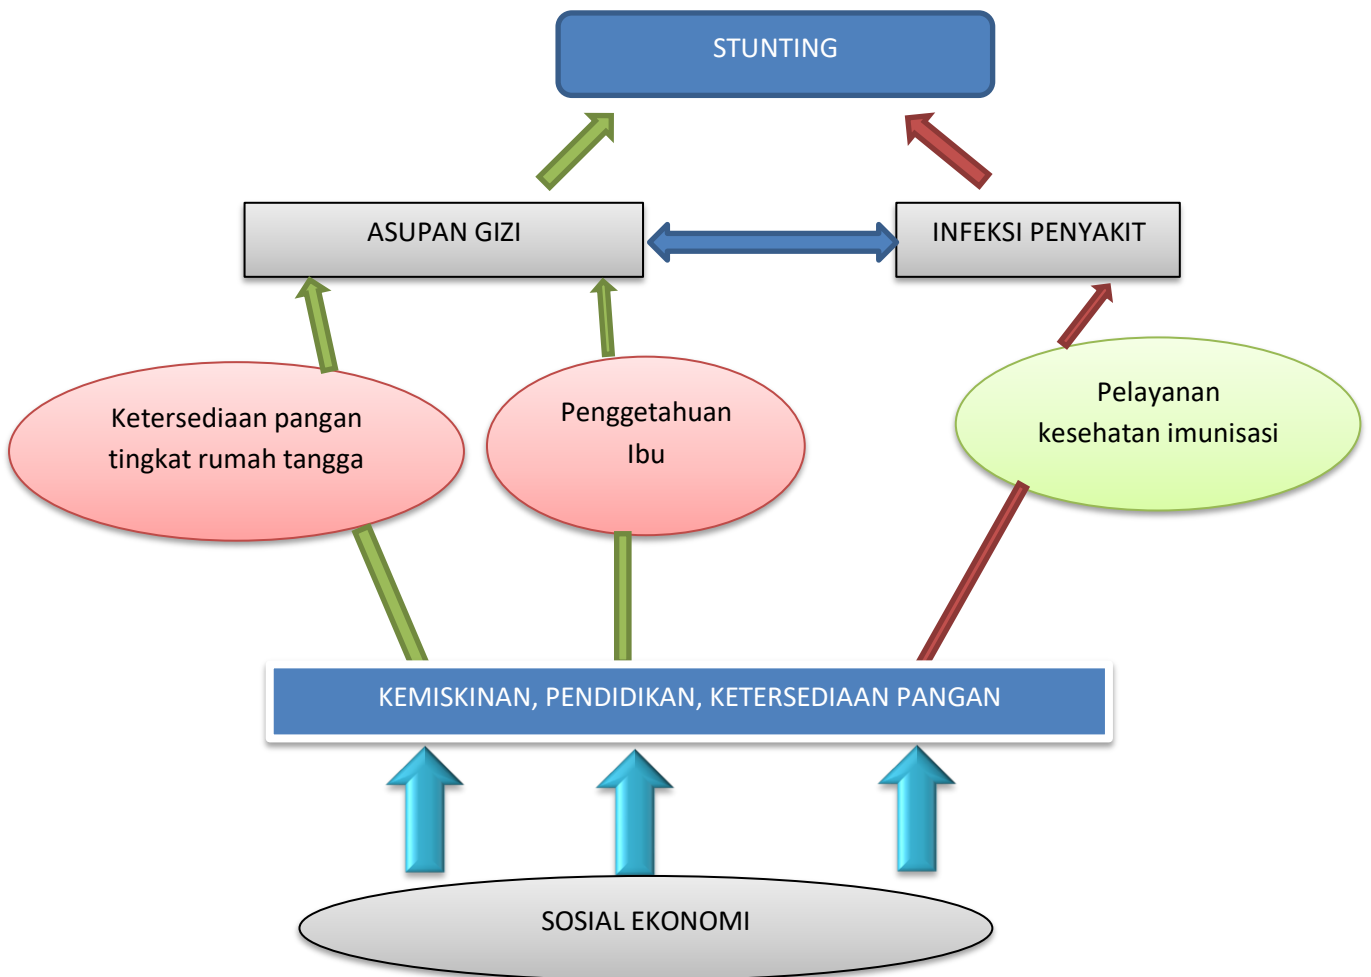 STUNTING
ASUPAN GIZI
INFEKSI PENYAKIT
Ketersediaan pangan
tingkat rumah tangga
Penggetahuan
Ibu
Pelayanan
kesehatan imunisasi
KEMISKINAN, PENDIDIKAN, KETERSEDIAAN PANGAN
SOSIAL EKONOMI